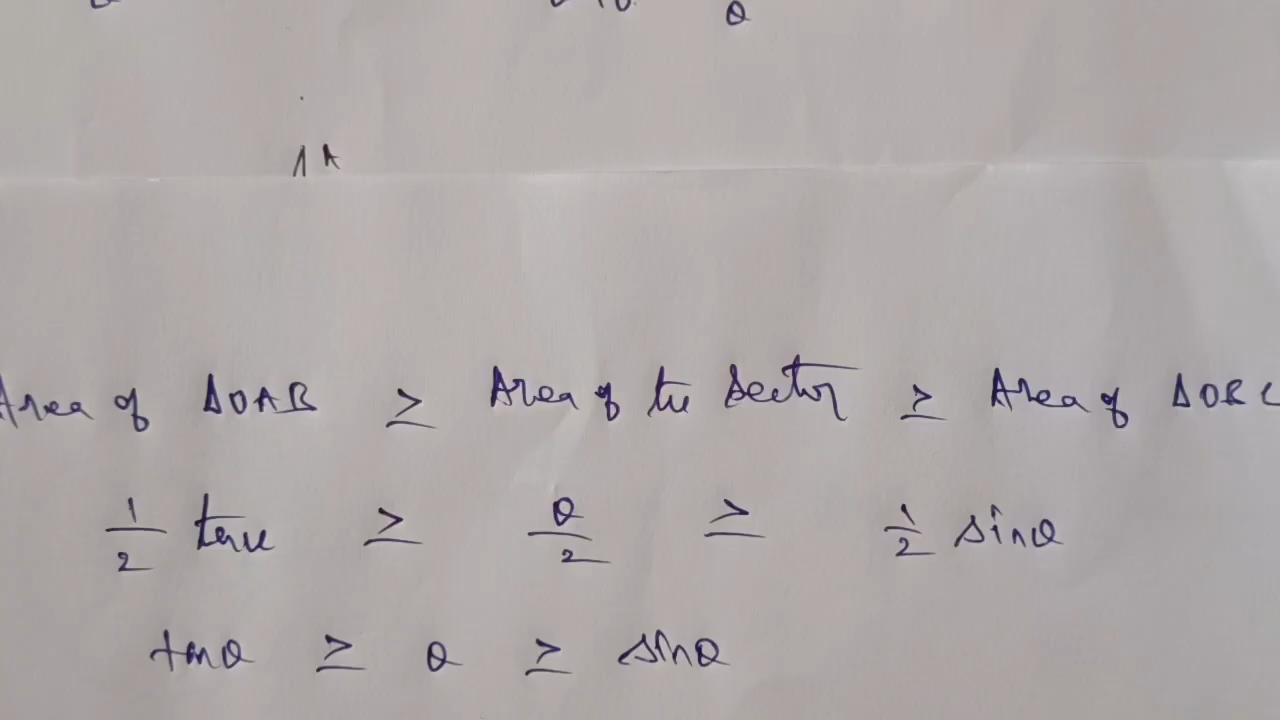 θ
A
Area of ΔOAB ≥ Area of the Sector ≥ Area of ΔOBC
1/2 tanθ ≥ θ/2 ≥ 1/2 sinθ
tanθ ≥ θ ≥ sinθ